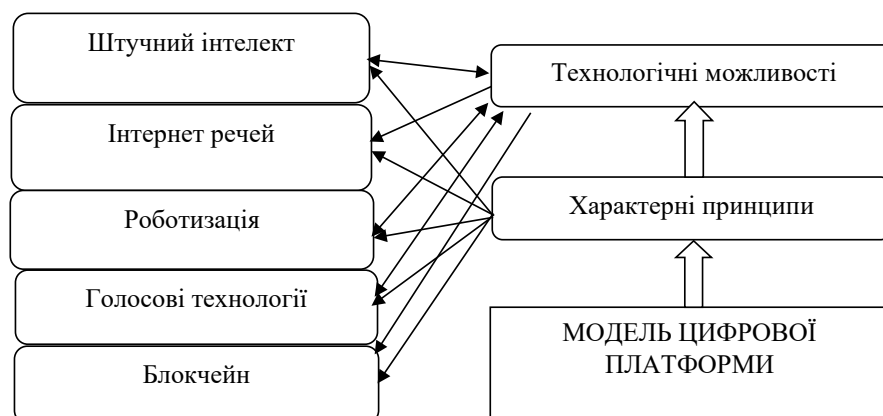 Штучний інтелект
Інтернет речей
Роботизація
Голосові технології
Блокчейн
Технологічні можливості
Характерні принципи
МОДЕЛЬ ЦИФРОВОЇ
ПЛАТФОРМИ